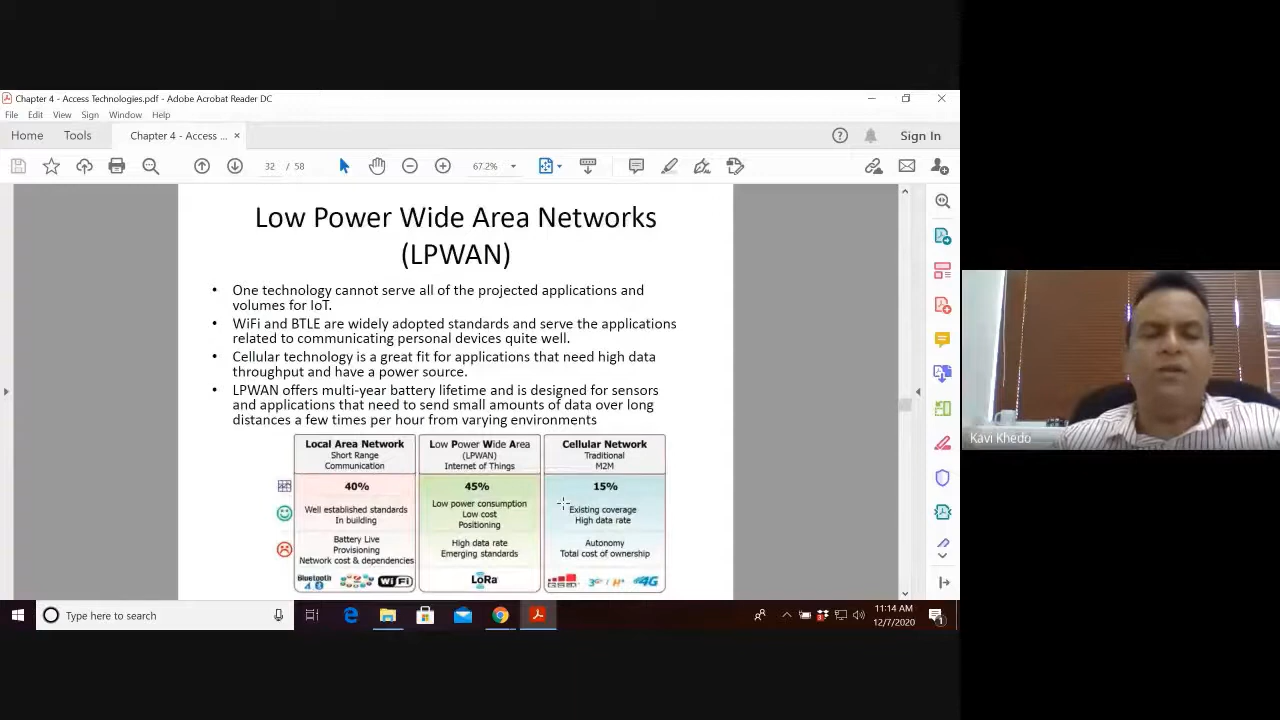 Chapter 4 - Access Technologies.pdf - Adobe Acrobat Reader DC
File Edit View Sign Window Help
Home Tools Chapter 4 - Access ... × Sign In
32 / 58 67.2%
Low Power Wide Area Networks
(LPWAN)
• One technology cannot serve all of the projected applications and
volumes for IoT.
• WiFi and BTLE are widely adopted standards and serve the applications
related to communicating personal devices quite well.
• Cellular technology is a great fit for applications that need high data
throughput and have a power source.
• LPWAN offers multi-year battery lifetime and is designed for sensors
and applications that need to send small amounts of data over long
distances a few times per hour from varying environments
Local Area Network
Short Range
Communication
40%
Well established standards
In building
Battery Live
Provisioning
Network cost & dependencies
Bluetooth 4.0 WiFi
Low Power Wide Area
(LPWAN)
Internet of Things
45%
Low power consumption
Low cost
Positioning
High data rate
Emerging standards
LoRa
Cellular Network
Traditional
M2M
15%
Existing coverage
High data rate
Autonomy
Total cost of ownership
3G / H+ 4G
Kavi Khedo
Type here to search
11:14 AM
12/7/2020
1